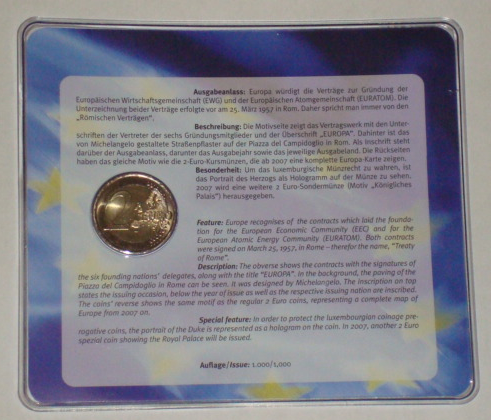 Ausgabeanlass: Europa würdigt die Verträge zur Gründung der
Europäischen Wirtschaftsgemeinschaft (EWG) und der Europäischen Atomgemeinschaft (EURATOM). Die
Unterzeichnung beider Verträge erfolgte vor am 25. März 1957 in Rom. Daher spricht man immer von den
„Römischen Verträgen“.
Beschreibung: Die Motivseite zeigt das Vertragswerk mit den Unter-
schriften der Vertreter der sechs Gründungsmitglieder und der Überschrift „EUROPA“. Dahinter ist das
von Michelangelo gestaltete Straßenpflaster auf der Piazza del Campidoglio in Rom. Als Inschrift steht
darüber der Ausgabeanlass, darunter das Ausgabejahr sowie das jeweilige Ausgabeland. Die Rückseiten
haben das gleiche Motiv wie die 2-Euro-Kursmünzen, die ab 2007 eine komplette Europa-Karte zeigen.
Besonderheit: Um das luxemburgische Münzrecht zu wahren, ist
das Portrait des Herzogs als Hologramm auf der Münze zu sehen.
2007 wird eine weitere 2 Euro-Sondermünze (Motiv „Königliches
Palais“) herausgegeben.
2
Feature: Europe recognises of the contracts which laid the founda-
tion for the European Economic Community (EEC) and for the
European Atomic Energy Community (EURATOM). Both contracts
were signed on March 25, 1957, in Rome – therefor the name, "Treaty
of Rome".
Description: The obverse shows the contracts with the signatures of
the six founding nations' delegates, along with the title "EUROPA". In the background, the paving of the
Piazza del Campidoglio in Rome can be seen. It was designed by Michelangelo. The inscription on top
states the issuing occasion, below the year of issue as well as the respective issuing nation are inscribed.
The coins' reverse shows the same motif as the regular 2 Euro coins, representing a complete map of
Europe from 2007 on.
Special feature: In order to protect the luxembourgian coinage pre-
rogative coins, the portrait of the Duke is represented as a hologram on the coin. In 2007, another 2 Euro
spezial coin showing the Royal Palace will be issued.
Auflage/Issue: 1.000/1,000